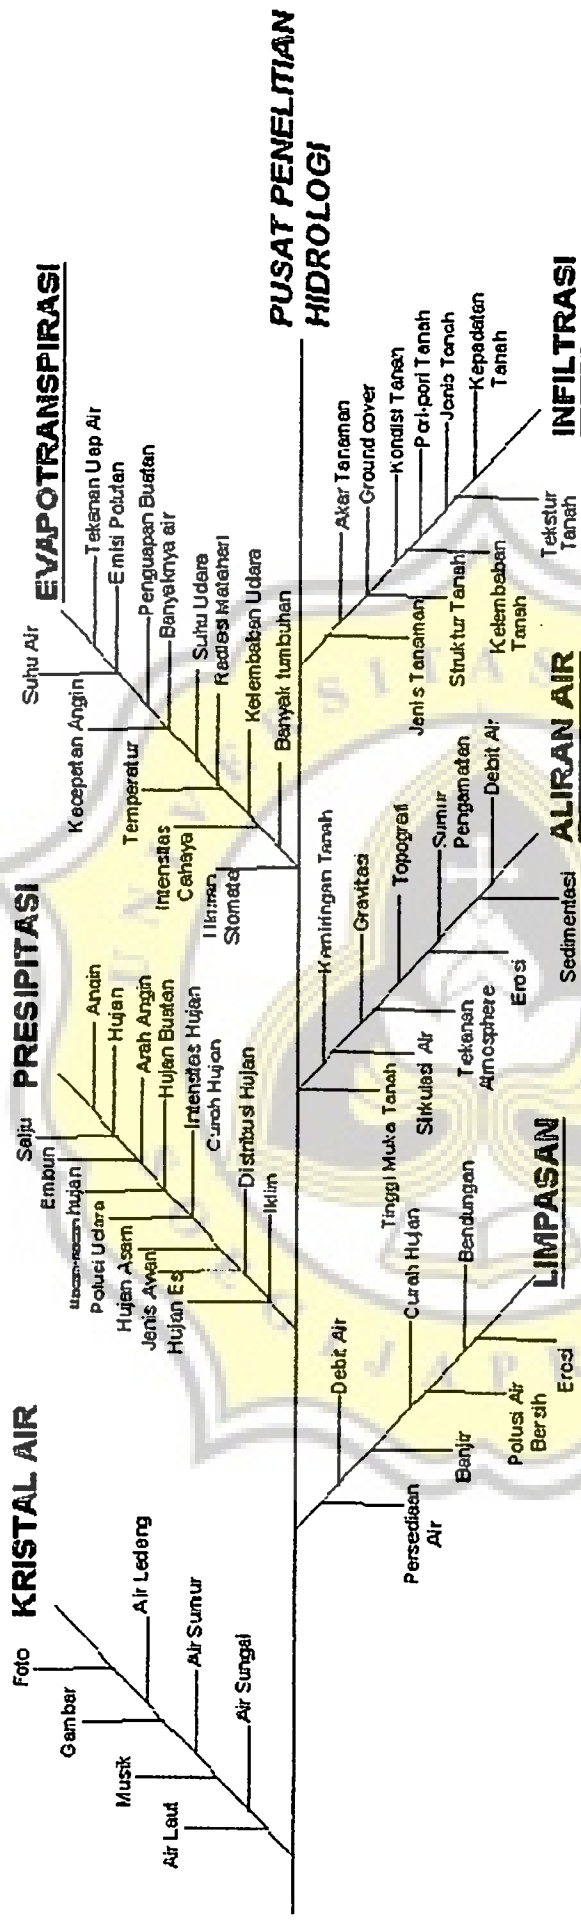 KRISTAL AIR
Foto
Gambar
Musik
Air Laut
Air Ledeng
Air Sumur
Air Sungai
PRESIPITASI
Salju
Embun
hujan
Polusi Udara
Hujan Asam
Jenis Awan
Hujan Es
Angin
Hujan
Arah Angin
Hujan Buatan
Intensitas Hujan
Curah Hujan
Distribusi Hujan
Iklim
EVAPOTRANSPIRASI
Suhu Air
Kecepatan Angin
Temperatur
Intensitas
Cahaya
Ukuran
Stomata
Tekanan Uap Air
Emisi Polutan
Penguapan Buatan
Banyaknya air
Suhu Udara
Radiasi Matahari
Kelembaban Udara
Banyak tumbuhan
PUSAT PENELITIAN
HIDROLOGI
LIMPASAN
Debit Air
Curah Hujan
Bendungan
Persediaan
Air
Banjir
Polusi Air
Bersih
Erosi
ALIRAN AIR
Kemiringan Tanah
Gravitasi
Topografi
Sumur
Pengamatan
Debit Air
Tinggi Muka Tanah
Sirkulasi Air
Tekanan
Atmosphere
Erosi
Sedimentasi
INFILTRASI
Akar Tanaman
Ground cover
Kondisi Tanah
Pori-pori Tanah
Jenis Tanah
Kepadatan
Tanah
Jenis Tanaman
Struktur Tanah
Kelembaban
Tanah
Tekstur
Tanah